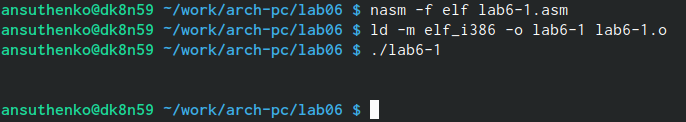 ansuthenko@dk8n59 ~/work/arch-pc/lab06 $ nasm -f elf lab6-1.asm
ansuthenko@dk8n59 ~/work/arch-pc/lab06 $ ld -m elf_i386 -o lab6-1 lab6-1.o
ansuthenko@dk8n59 ~/work/arch-pc/lab06 $ ./lab6-1
ansuthenko@dk8n59 ~/work/arch-pc/lab06 $